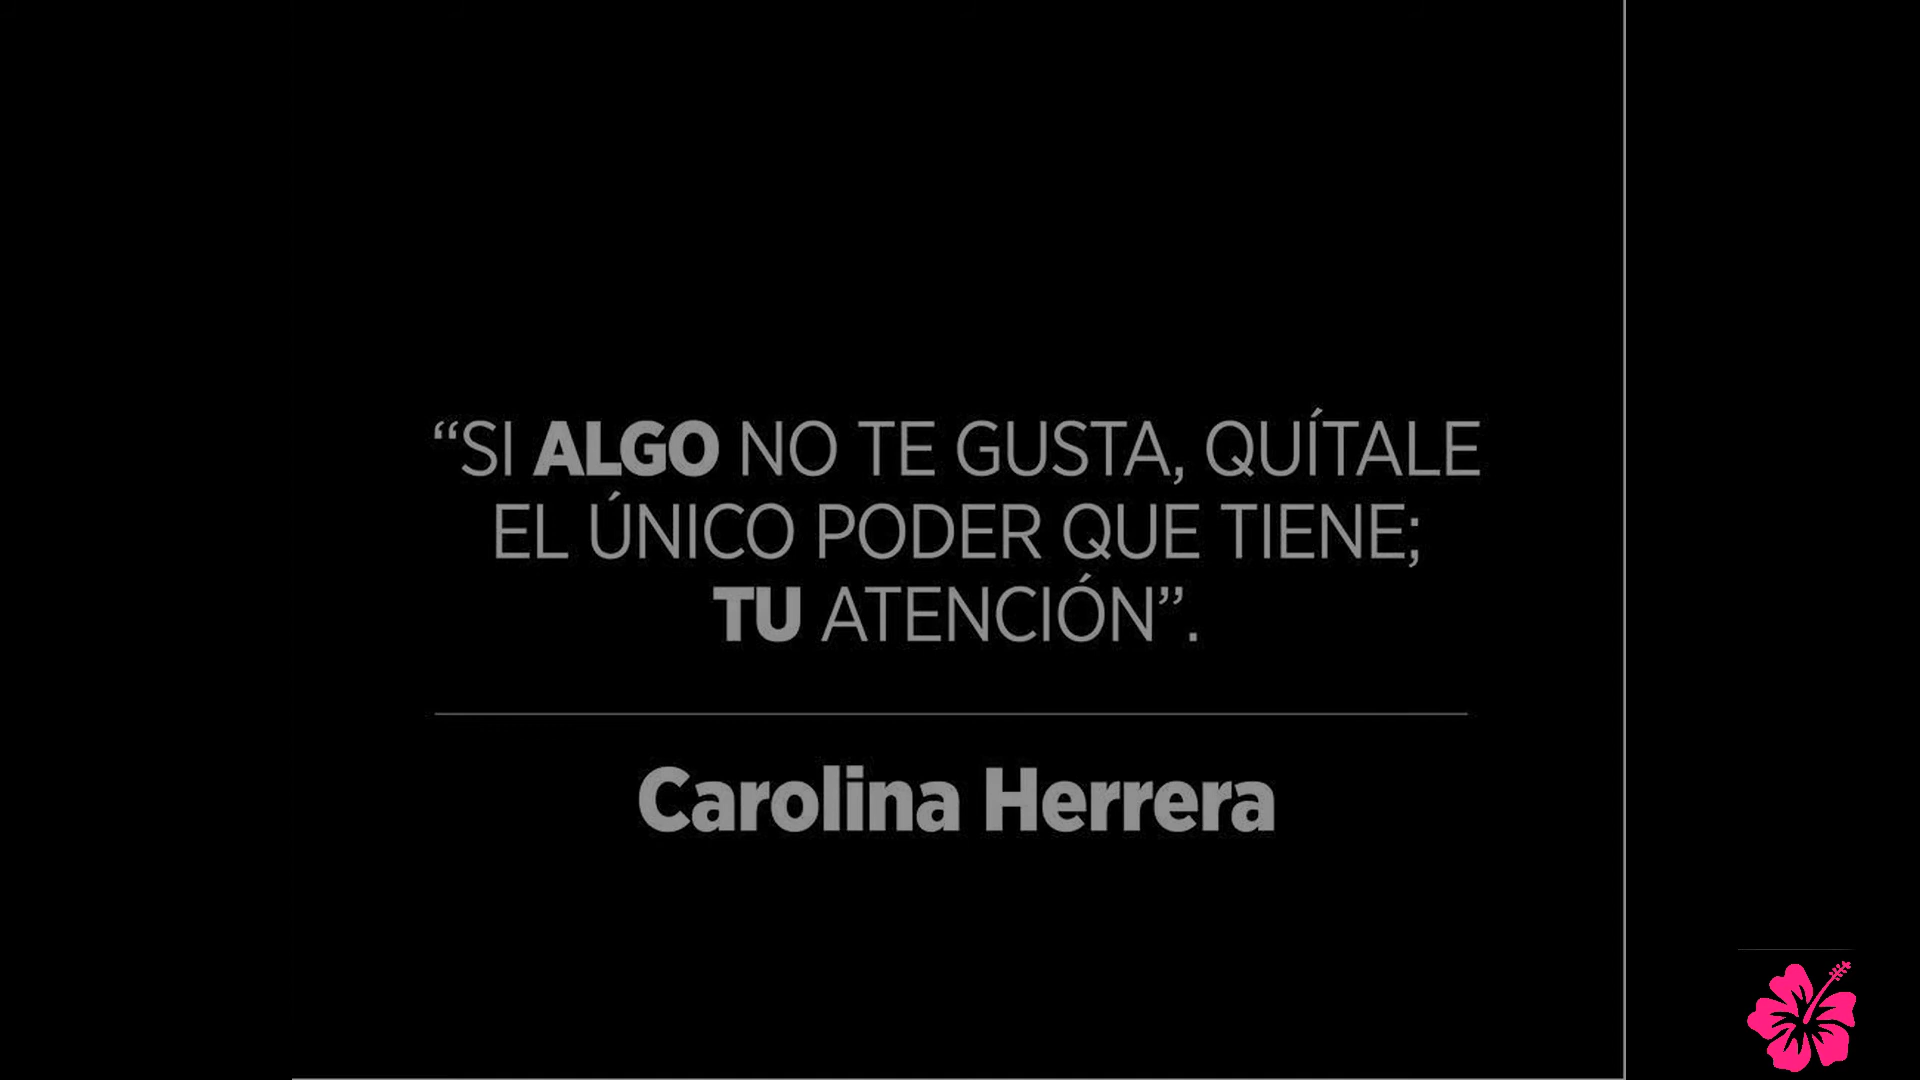 “SI ALGO NO TE GUSTA, QUÍTALE
EL ÚNICO PODER QUE TIENE;
TU ATENCIÓN”.
Carolina Herrera